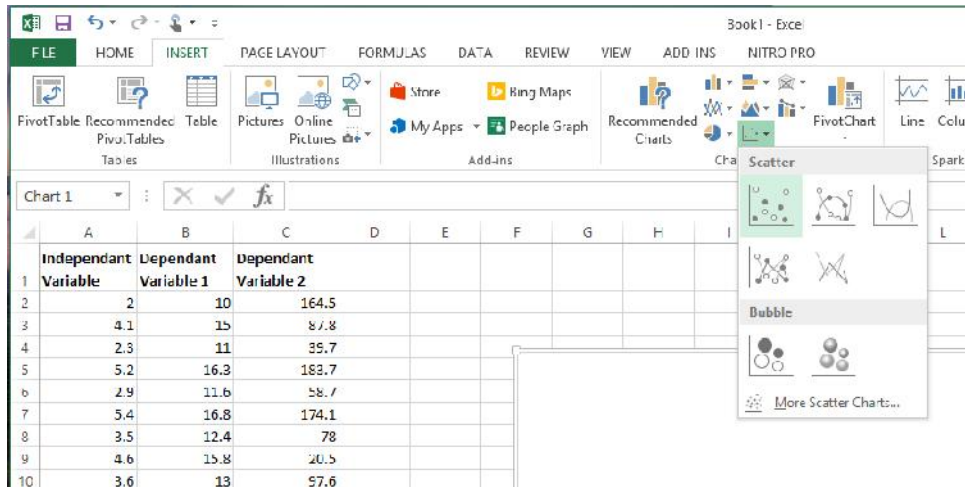 Book1 - Excel
FILE HOME INSERT PAGE LAYOUT FORMULAS DATA REVIEW VIEW ADD-INS NITRO PRO
PivotTable Recommended PivotTables Table
Tables
Pictures Online Pictures
Illustrations
Store Bing Maps
My Apps People Graph
Add-ins
Recommended Charts
PivotChart
Cha
Line Colu
Spark
Scatter
Bubble
More Scatter Charts...
Chart 1 fx
A B C D E F G H I L
1 Independant Variable Dependant Variable 1 Dependant Variable 2
2 2 10 164.5
3 4.1 15 87.8
4 2.3 11 39.7
5 5.2 16.3 183.7
6 2.9 11.6 58.7
7 5.4 16.8 174.1
8 3.5 12.4 78
9 4.6 15.8 20.5
10 3.6 13 97.6